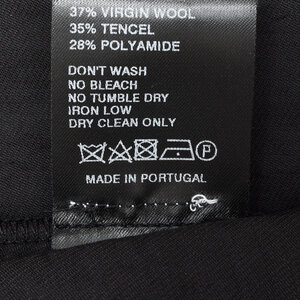 37% VIRGIN WOOL
35% TENCEL
28% POLYAMIDE
DON'T WASH
NO BLEACH
NO TUMBLE DRY
IRON LOW
DRY CLEAN ONLY
P
MADE IN PORTUGAL